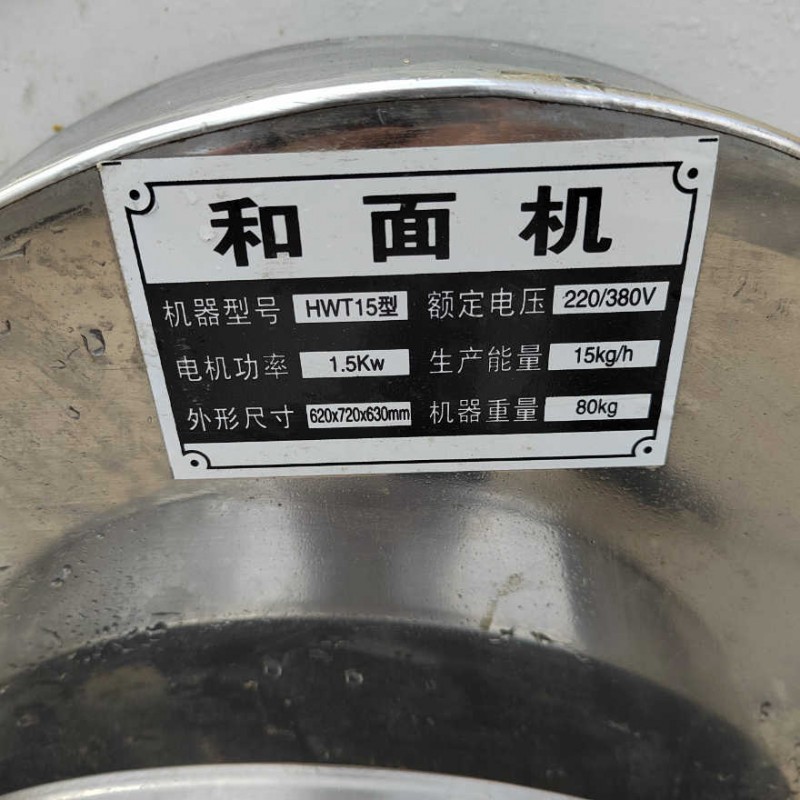 和面机
机器型号 HWT15型 额定电压 220/380V
电机功率 1.5Kw 生产能量 15kg/h
外形尺寸 620x720x630mm 机器重量 80kg